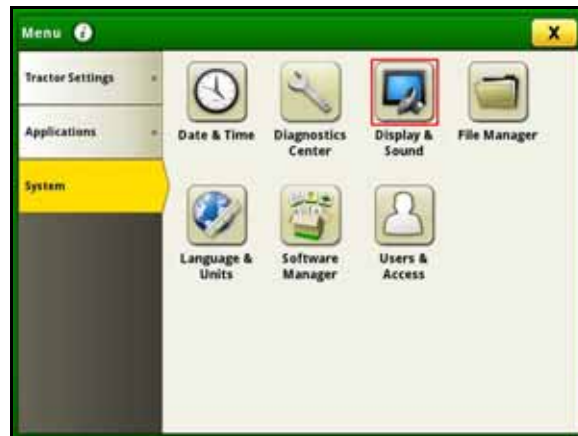 Menu
X
Tractor Settings
Applications
System
Date & Time
Diagnostics
Center
Display &
Sound
File Manager
Language &
Units
Software
Manager
Users &
Access